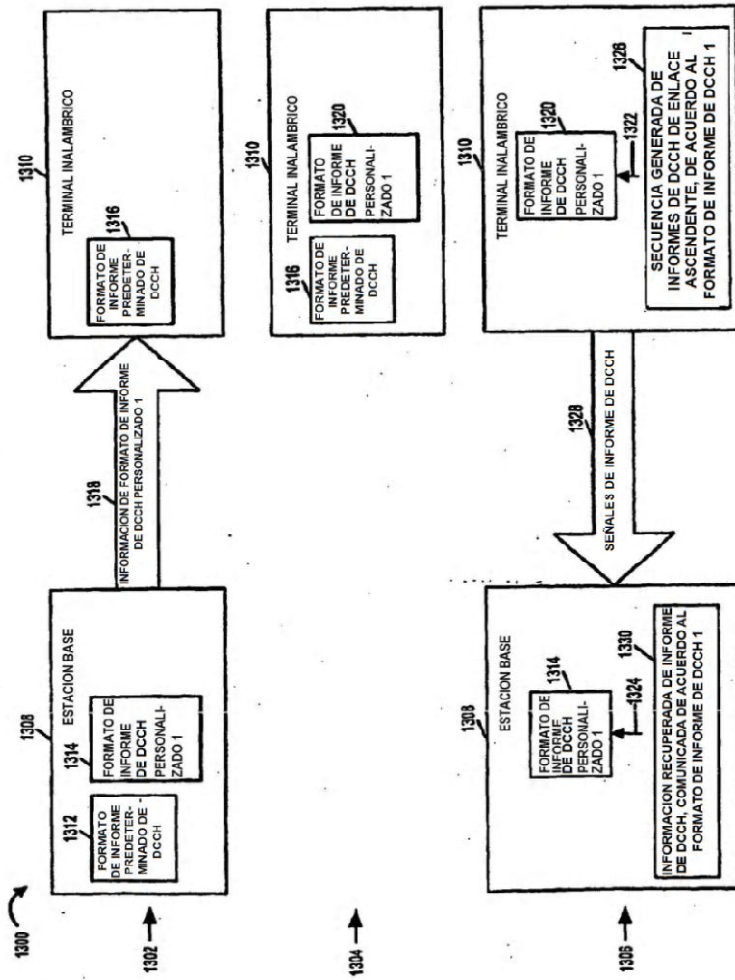 1300
1302
1308
ESTACION BASE
1312
FORMATO
DE INFORME
PREDETER-
MINADO DE -
DCCH
1314
FORMATO DE
INFORME
DE DCCH
PERSONALI-
ZADO 1
1318
INFORMACION DE FORMATO DE INFORME
DE DCCH PERSONALIZADO 1
1310
TERMINAL INALAMBRICO
1316
FORMATO DE
INFORME
PREDETER-
MINADO DE
DCCH
1304
1310
TERMINAL INALAMBRICO
1316
FORMATO DE
INFORME
PREDETER-
MINADO DE
DCCH
1320
FORMATO
DE INFORME
DE DCCH
PERSONALI-
ZADO 1
1306
1308
ESTACION BASE
1314
FORMATO DE
INFORME
DE DCCH
PERSONALI-
ZADO 1
1324
1330
INFORMACION RECUPERADA DE INFORME
DE DCCH, COMUNICADA DE ACUERDO AL
FORMATO DE INFORME DE DCCH 1
1328
SEÑALES DE INFORME DE DCCH
1310
TERMINAL INALAMBRICO
1320
FORMATO DE
INFORME
DE DCCH
PERSONALI-
ZADO 1
1322
1326
SECUENCIA GENERADA DE
INFORMES DE DCCH DE ENLACE
ASCENDENTE, DE ACUERDO AL
FORMATO DE INFORME DE DCCH 1